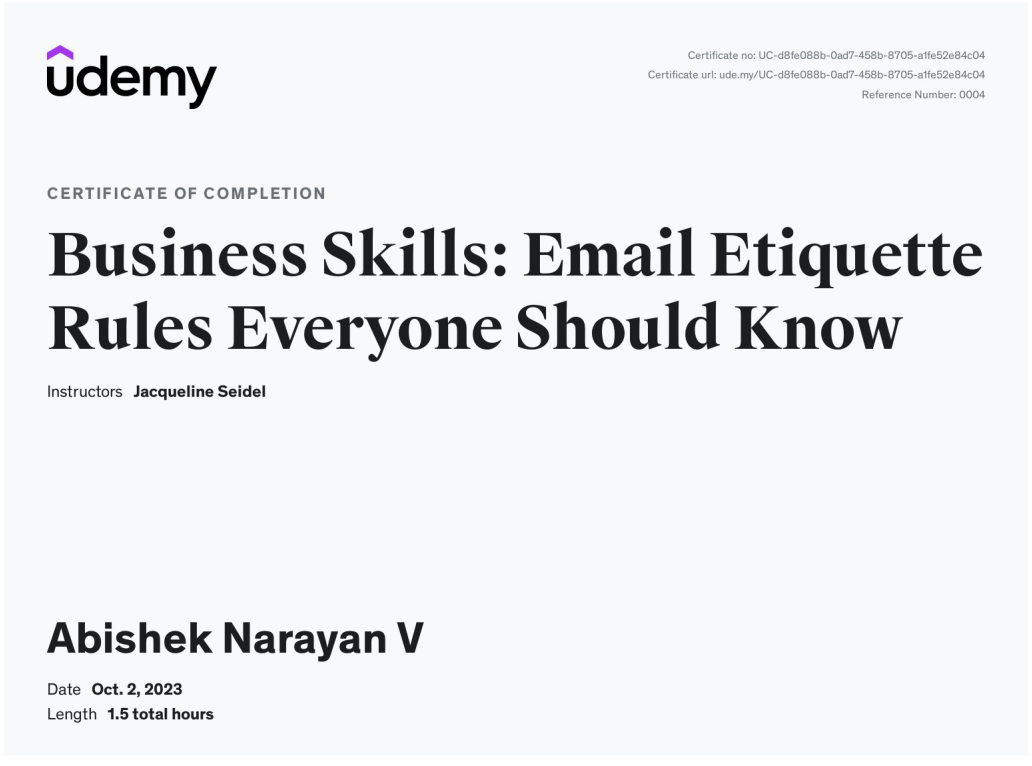 udemy
Certificate no: UC-d8fe088b-0ad7-458b-8705-a1fe52e84c04
Certificate url: ude.my/UC-d8fe088b-0ad7-458b-8705-a1fe52e84c04
Reference Number: 0004
CERTIFICATE OF COMPLETION
Business Skills: Email Etiquette
Rules Everyone Should Know
Instructors Jacqueline Seidel
Abishek Narayan V
Date Oct. 2, 2023
Length 1.5 total hours